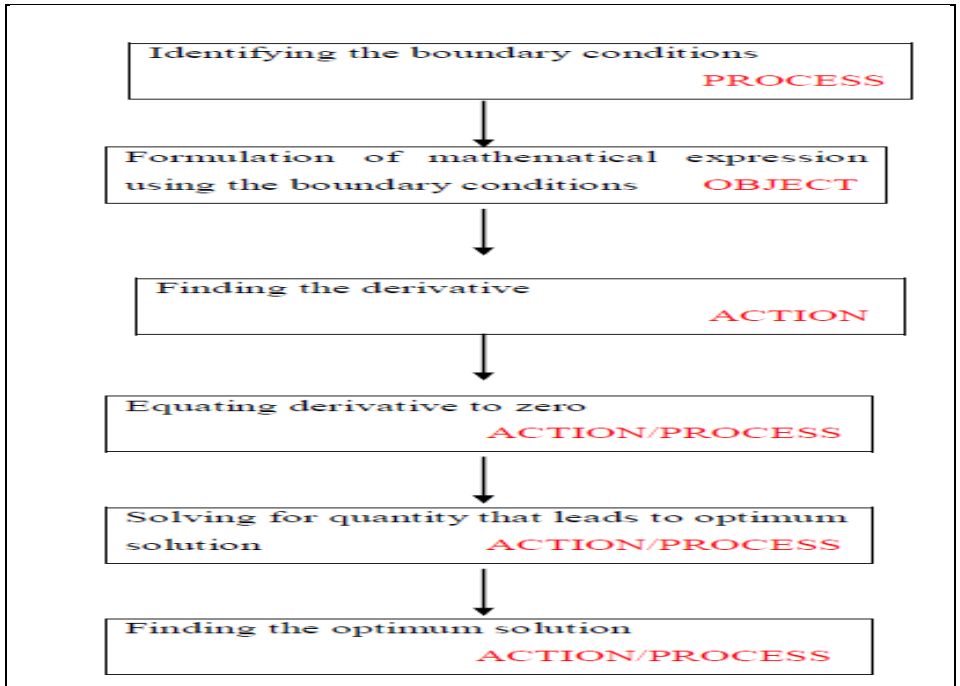 Identifying the boundary conditions
PROCESS
Formulation of mathematical expression
using the boundary conditions OBJECT
Finding the derivative
ACTION
Equating derivative to zero
ACTION/PROCESS
Solving for quantity that leads to optimum
solution ACTION/PROCESS
Finding the optimum solution
ACTION/PROCESS